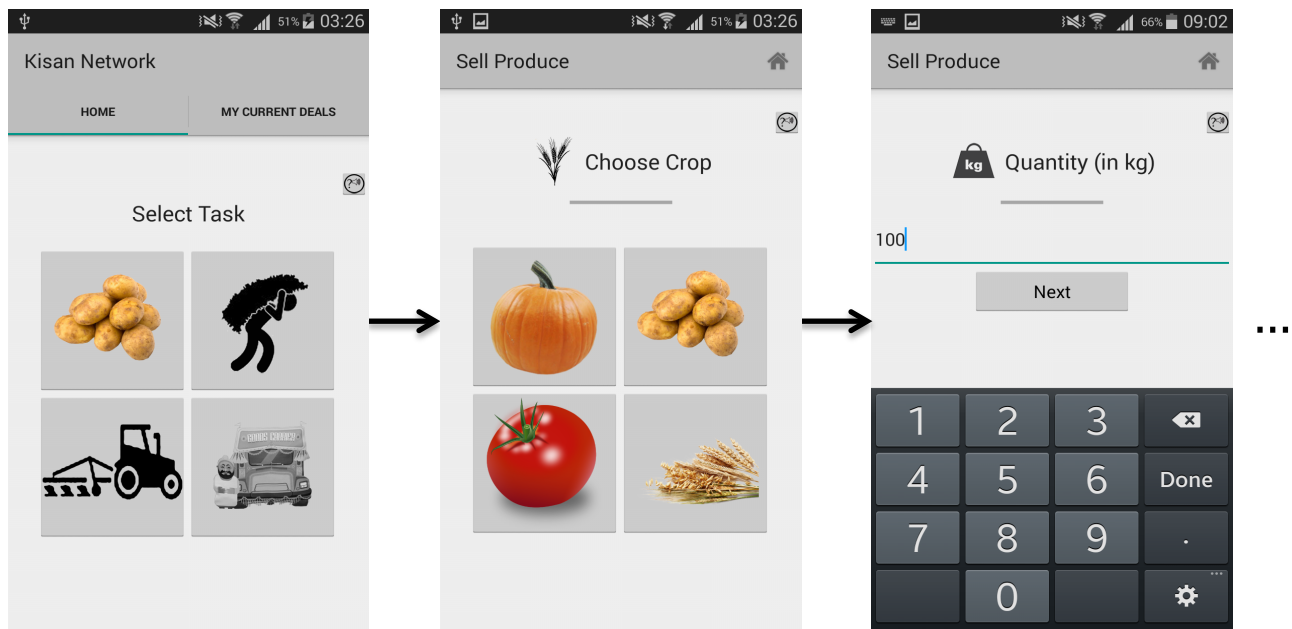 51% 03:26
Kisan Network
HOME
MY CURRENT DEALS
?
Select Task
51% 03:26
Sell Produce
?
Choose Crop
66% 09:02
Sell Produce
?
kg
Quantity (in kg)
100
Next
1 2 3
4 5 6 Done
7 8 9 .
0 ...
...